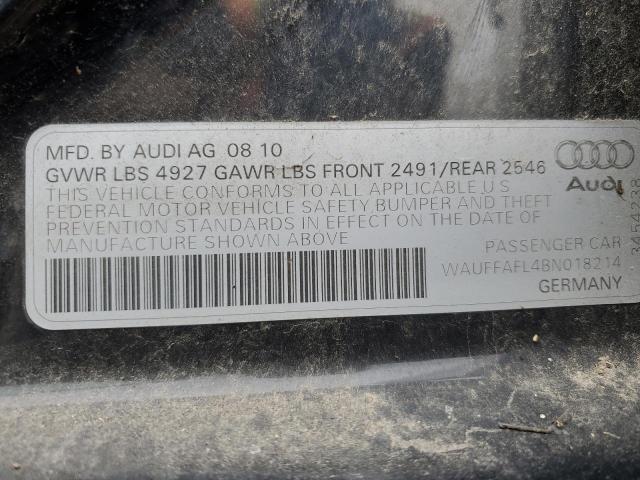 MFD. BY AUDI AG 08 10
GVWR LBS 4927 GAWR LBS FRONT 2491/REAR 2546
THIS VEHICLE CONFORMS TO ALL APPLICABLE U S
FEDERAL MOTOR VEHICLE SAFETY BUMPER AND THEFT
PREVENTION STANDARDS IN EFFECT ON THE DATE OF
MANUFACTURE SHOWN ABOVE
Audi
PASSENGER CAR
WAUFFAFL4BN018214
GERMANY